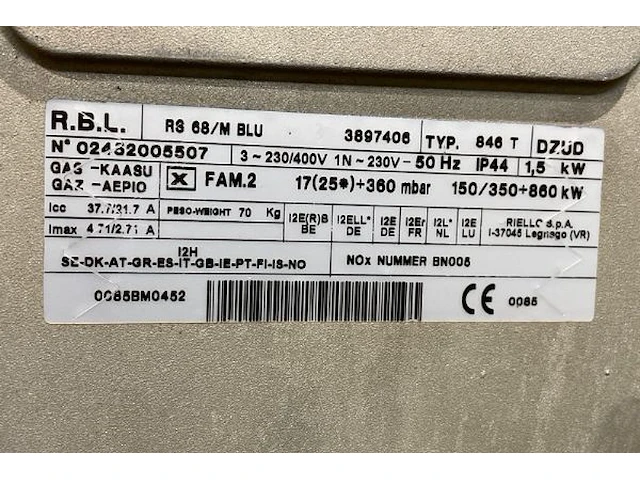 R.B.L. RS 68/M BLU 3897406 TYP. 846 T DZUD
N° 02432005507 3 ~ 230/400V 1N ~ 230V - 50 Hz IP44 1,5 kW
GAS -KAASU
GAZ -AEPIO
X FAM.2 17(25*)÷360 mbar 150/350÷860 kW
Icc 37.7/21.7 A PESO-WEIGHT 70 Kg
Imax 4.71/2.71 A
I2E(R)B BE
I2ELL* DE
I2E DE
I2Er FR
I2L* NL
I2E LU
RIELLO S.p.A.
I-37045 Legnago (VR)
I2H
SE-DK-AT-GR-ES-IT-GB-IE-PT-FI-IS-NO
NOx NUMMER BN005
0085BM0452 CE 0085